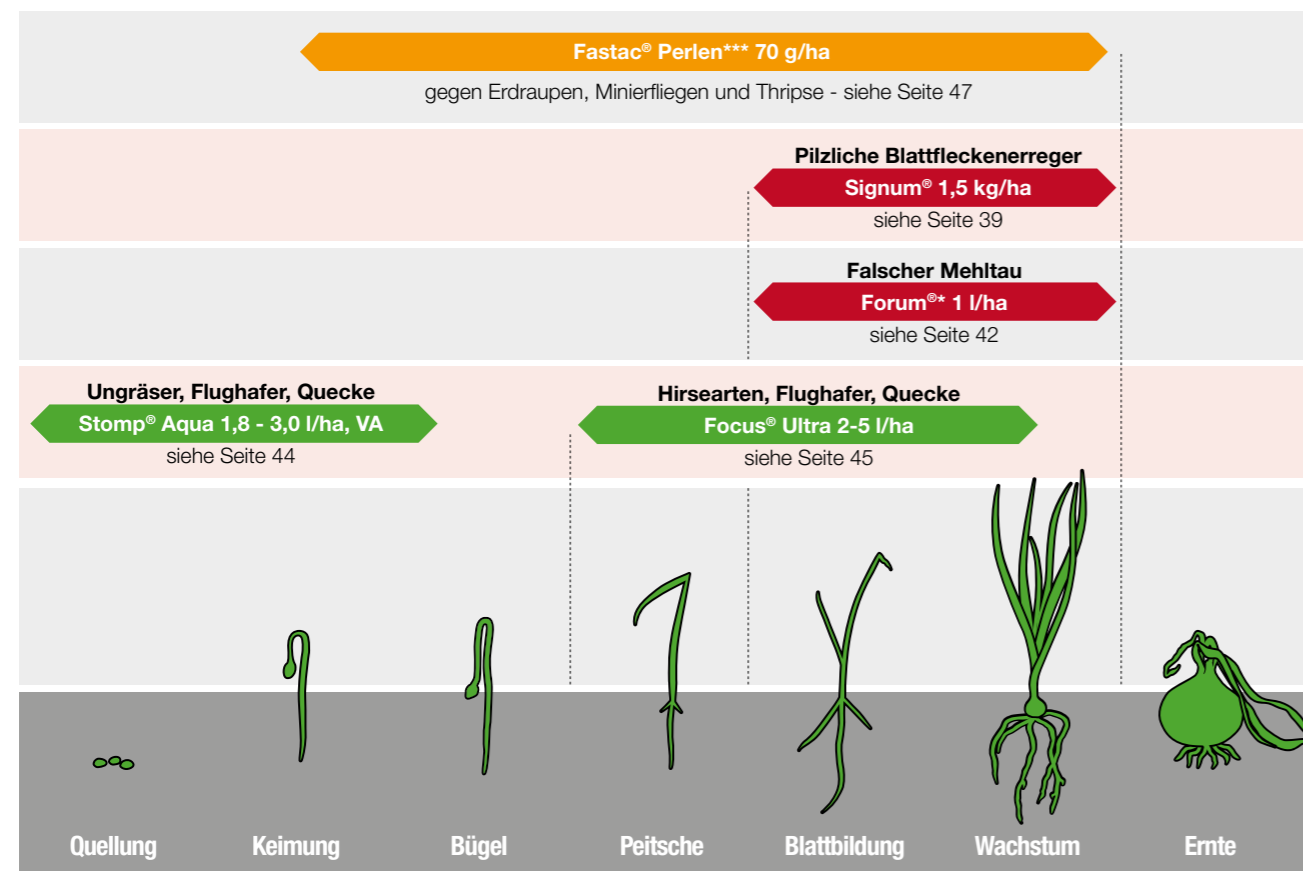 Fastac® Perlen*** 70 g/ha
gegen Erdraupen, Minierfliegen und Thripse - siehe Seite 47
Pilzliche Blattfleckenerreger
Signum® 1,5 kg/ha
siehe Seite 39
Falscher Mehltau
Forum®* 1 l/ha
siehe Seite 42
Ungräser, Flughafer, Quecke
Stomp® Aqua 1,8 - 3,0 l/ha, VA
siehe Seite 44
Hirsearten, Flughafer, Quecke
Focus® Ultra 2-5 l/ha
siehe Seite 45
Quellung Keimung Bügel Peitsche Blattbildung Wachstum Ernte